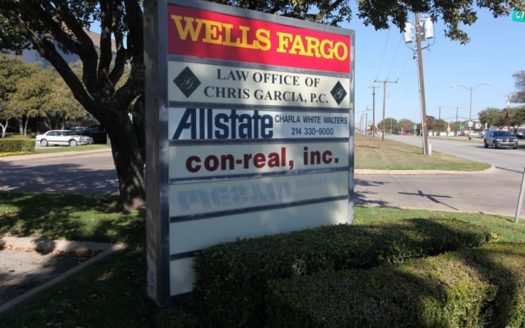 WELLS FARGO
LAW OFFICE OF
CHRIS GARCIA, P.C.
Allstate
CHARLA WHITE WALTERS
214 330-9000
con-real, inc.